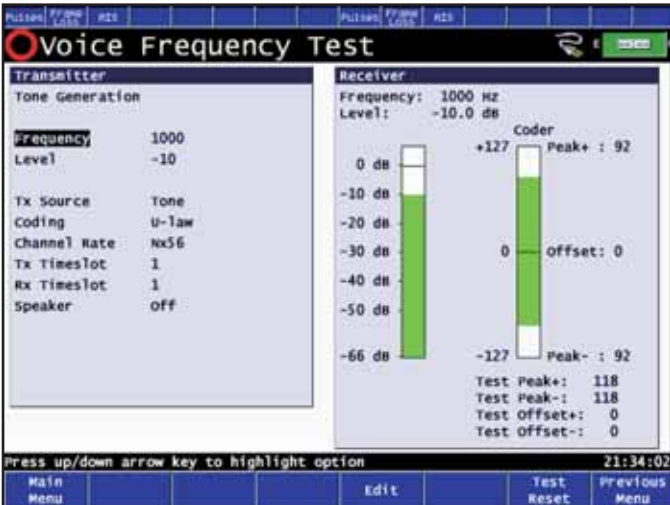 Pulses Frame Loss AIS Pulses Frame Loss AIS
Voice Frequency Test E
Transmitter
Tone Generation
Frequency 1000
Level -10
Tx Source Tone
Coding U-law
Channel Rate Nx56
Tx Timeslot 1
Rx Timeslot 1
Speaker Off
Receiver
Frequency: 1000 Hz
Level: -10.0 dB
Coder
0 dB
-10 dB
-20 dB
-30 dB
-40 dB
-50 dB
-66 dB
+127 Peak+ : 92
0 Offset: 0
-127 Peak- : 92
Test Peak+: 118
Test Peak-: 118
Test Offset+: 0
Test Offset-: 0
Press up/down arrow key to highlight option 21:34:02
Main Menu Edit Test Reset Previous Menu